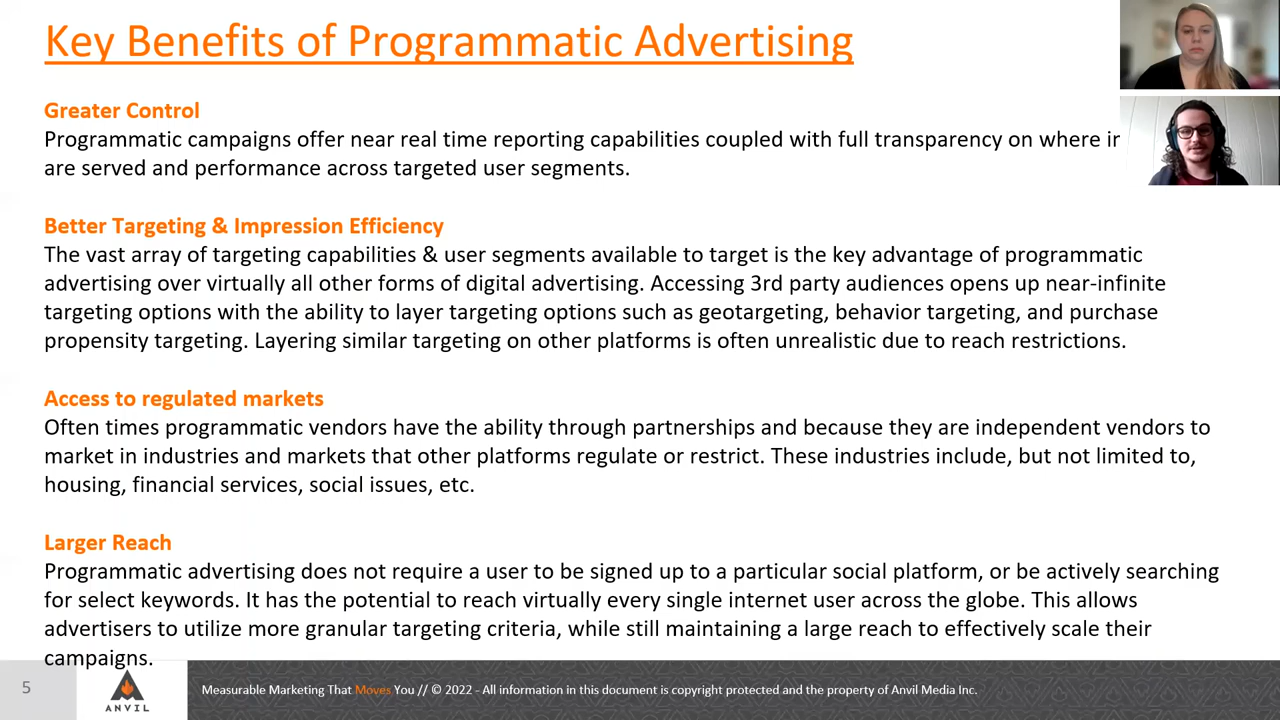 Key Benefits of Programmatic Advertising
Greater Control
Programmatic campaigns offer near real time reporting capabilities coupled with full transparency on where
are served and performance across targeted user segments.
Better Targeting & Impression Efficiency
The vast array of targeting capabilities & user segments available to target is the key advantage of programmatic
advertising over virtually all other forms of digital advertising. Accessing 3rd party audiences opens up near-infinite
targeting options with the ability to layer targeting options such as geotargeting, behavior targeting, and purchase
propensity targeting. Layering similar targeting on other platforms is often unrealistic due to reach restrictions.
Access to regulated markets
Often times programmatic vendors have the ability through partnerships and because they are independent vendors to
market in industries and markets that other platforms regulate or restrict. These industries include, but not limited to,
housing, financial services, social issues, etc.
Larger Reach
Programmatic advertising does not require a user to be signed up to a particular social platform, or be actively searching
for select keywords. It has the potential to reach virtually every single internet user across the globe. This allows
advertisers to utilize more granular targeting criteria, while still maintaining a large reach to effectively scale their
campaigns.
5
ANVIL
Measurable Marketing That Moves You // © 2022 - All information in this document is copyright protected and the property of Anvil Media Inc.